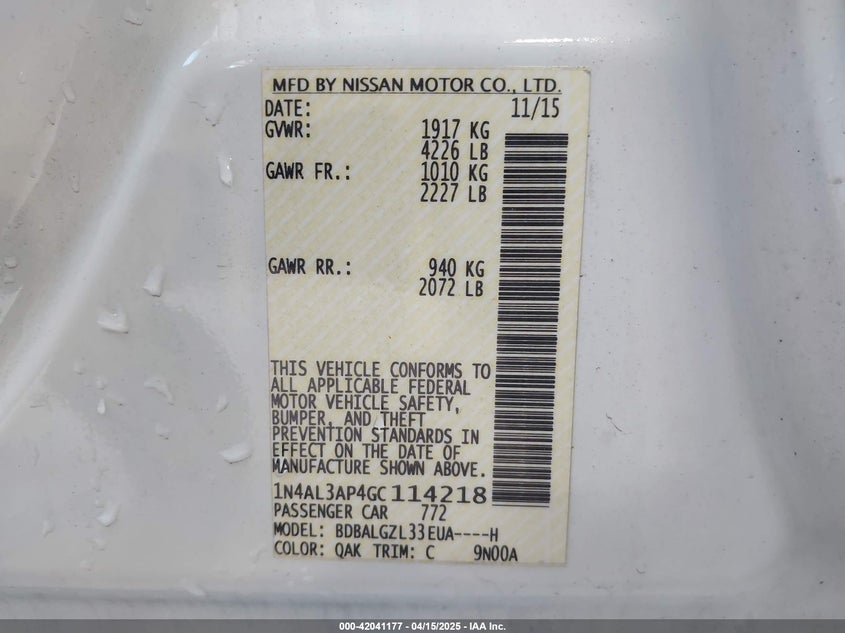 MFD BY NISSAN MOTOR CO., LTD.
DATE: 11/15
GVWR: 1917 KG
4226 LB
GAWR FR.: 1010 KG
2227 LB
GAWR RR.: 940 KG
2072 LB
THIS VEHICLE CONFORMS TO
ALL APPLICABLE FEDERAL
MOTOR VEHICLE SAFETY,
BUMPER, AND THEFT
PREVENTION STANDARDS IN
EFFECT ON THE DATE OF
MANUFACTURE SHOWN ABOVE.
1N4AL3AP4GC114218
PASSENGER CAR 772
MODEL: BDBALGZL33EUA----H
COLOR: QAK TRIM: C 9N00A
000-42041177 - 04/15/2025 - IAA Inc.